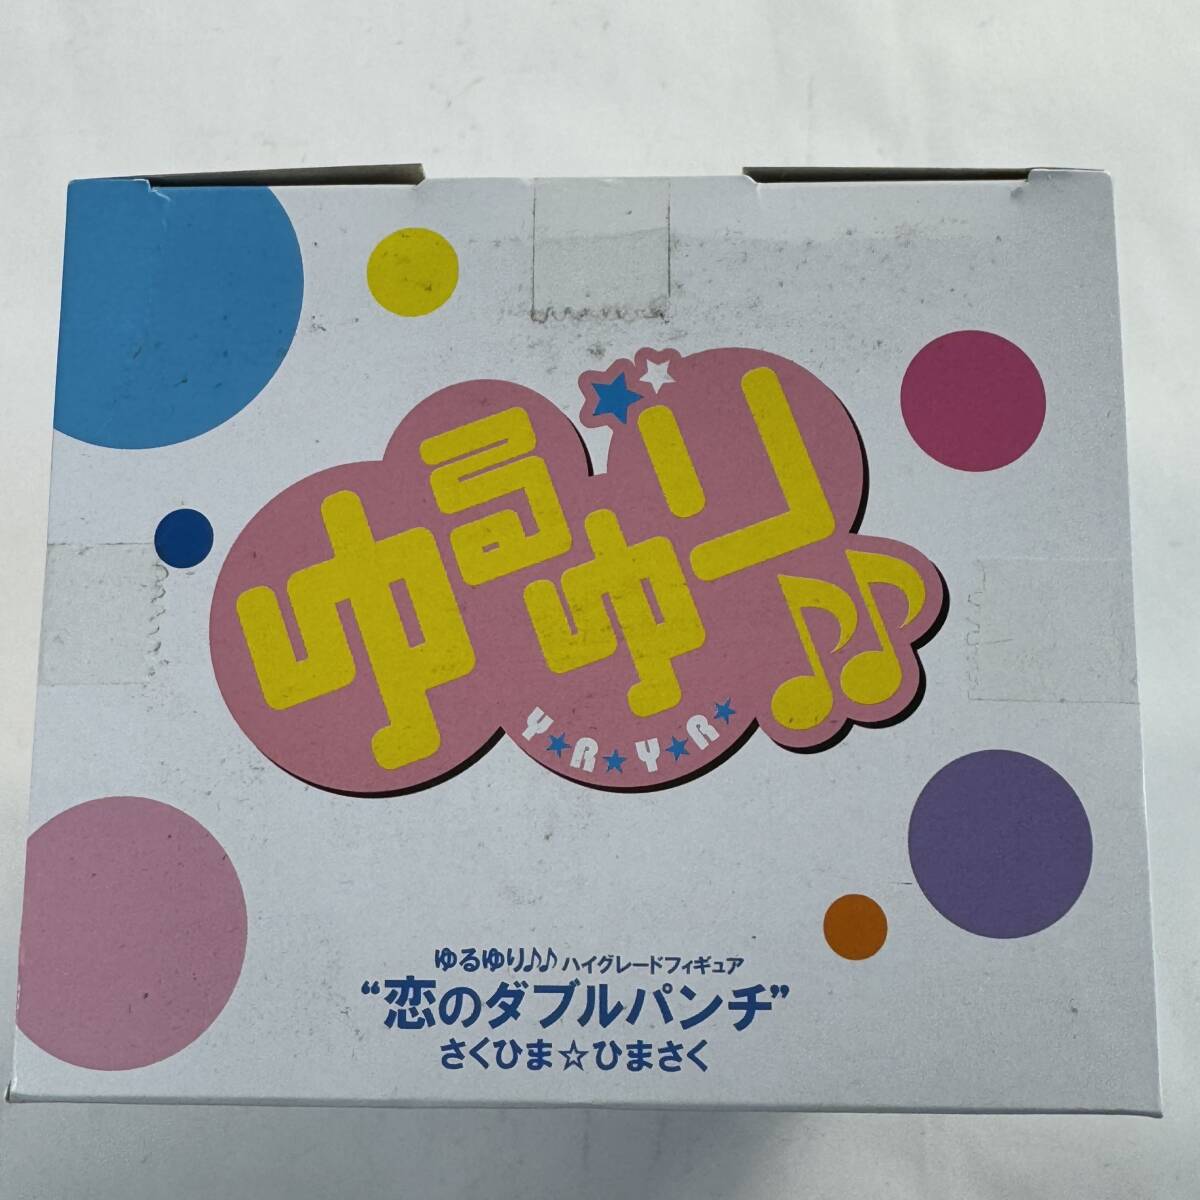 ゆるゆり♪♪
Y★R★Y★R★
ゆるゆり♪♪ハイグレードフィギュア
“恋のダブルパンチ”
さくひま☆ひまさく